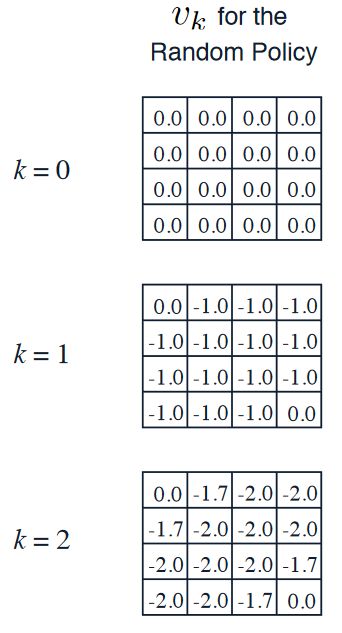 v_k for the
Random Policy
0.0 0.0 0.0 0.0
0.0 0.0 0.0 0.0
k = 0
0.0 0.0 0.0 0.0
0.0 0.0 0.0 0.0
0.0 -1.0 -1.0 -1.0
-1.0 -1.0 -1.0 -1.0
k = 1
-1.0 -1.0 -1.0 -1.0
-1.0 -1.0 -1.0 0.0
0.0 -1.7 -2.0 -2.0
-1.7 -2.0 -2.0 -2.0
k = 2
-2.0 -2.0 -2.0 -1.7
-2.0 -2.0 -1.7 0.0